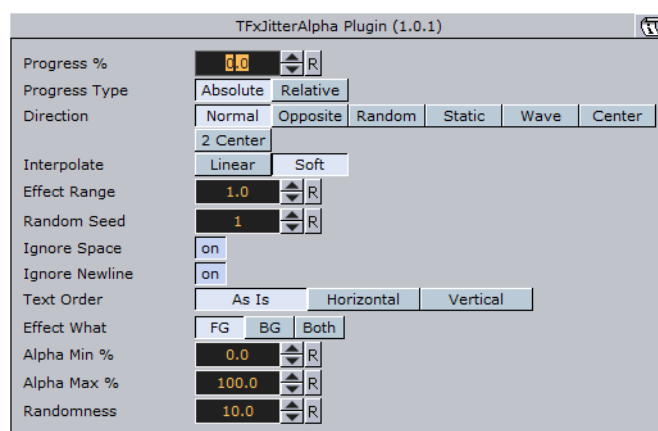 TFxJitterAlpha Plugin (1.0.1)
Progress % 0.0 R
Progress Type Absolute Relative
Direction Normal Opposite Random Static Wave Center
2 Center
Interpolate Linear Soft
Effect Range 1.0 R
Random Seed 1 R
Ignore Space on
Ignore Newline on
Text Order As Is Horizontal Vertical
Effect What FG BG Both
Alpha Min % 0.0 R
Alpha Max % 100.0 R
Randomness 10.0 R